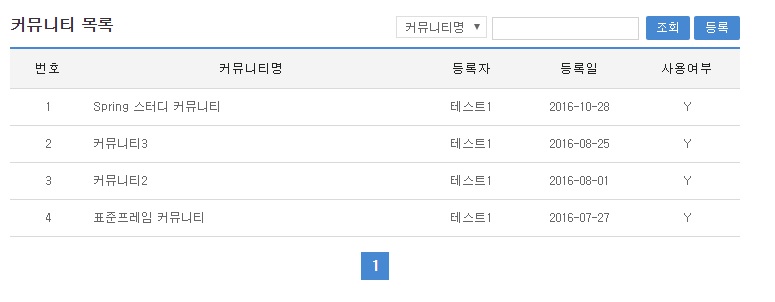 커뮤니티 목록 커뮤니티명 ▼ 조회 등록
번호 커뮤니티명 등록자 등록일 사용여부
1 Spring 스터디 커뮤니티 테스트1 2016-10-28 Y
2 커뮤니티3 테스트1 2016-08-25 Y
3 커뮤니티2 테스트1 2016-08-01 Y
4 표준프레임 커뮤니티 테스트1 2016-07-27 Y
1